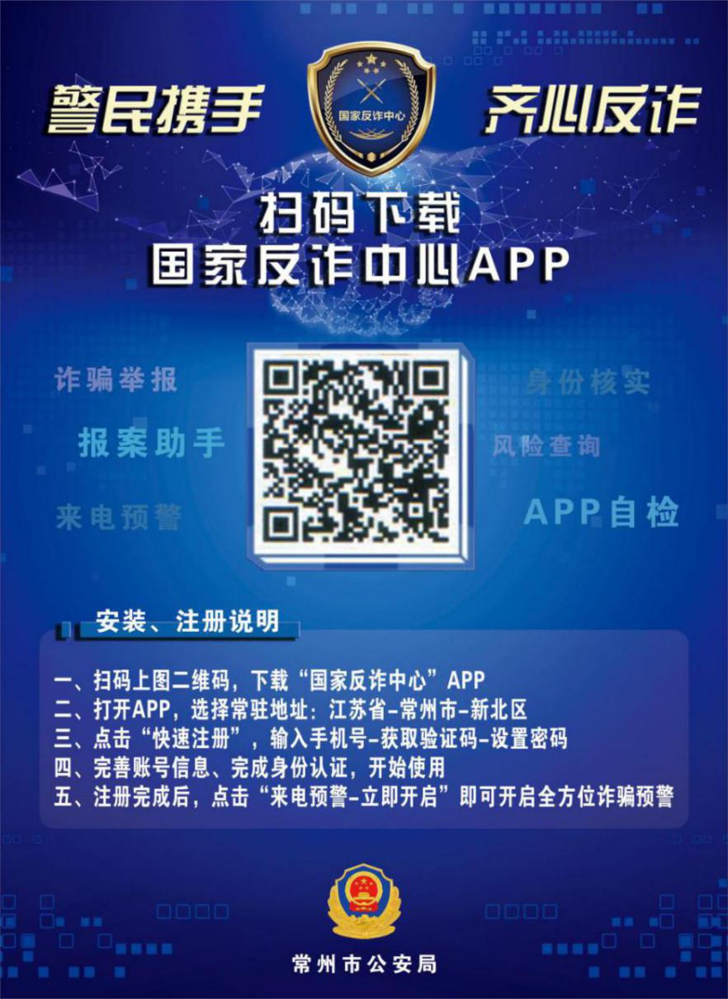 警民携手
国家反诈中心
齐心反诈
扫码下载
国家反诈中心APP
诈骗举报
身份核实
报案助手
风险查询
来电预警
APP自检
安装、注册说明
一、扫码上图二维码，下载“国家反诈中心”APP
二、打开APP，选择常驻地址：江苏省-常州市-新北区
三、点击“快速注册”，输入手机号-获取验证码-设置密码
四、完善账号信息、完成身份认证，开始使用
五、注册完成后，点击“来电预警-立即开启”即可开启全方位诈骗预警
常州市公安局